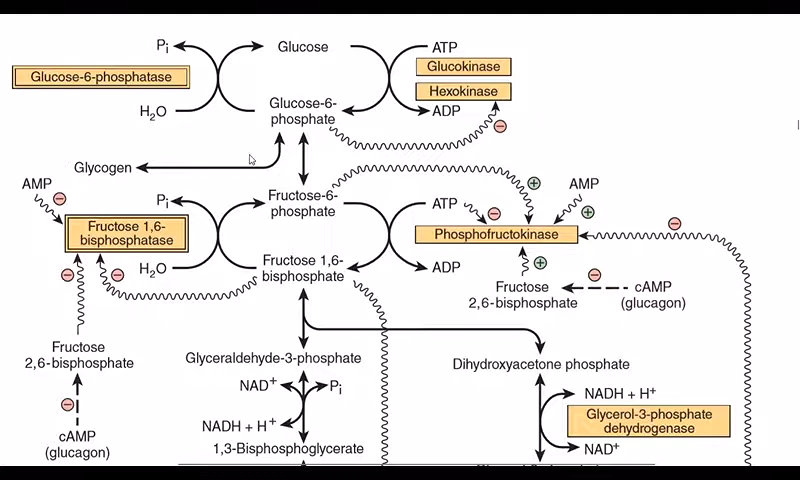 Pi
Glucose
ATP
Glucose-6-phosphatase
Glucokinase
Hexokinase
H2O
Glucose-6-
phosphate
ADP
−
Glycogen
AMP
−
Pi
Fructose-6-
phosphate
ATP
−
+
AMP
+
−
Fructose 1,6-
bisphosphatase
Phosphofructokinase
−
−
H2O
Fructose 1,6-
bisphosphate
ADP
+
Fructose
2,6-bisphosphate
−
cAMP
(glucagon)
Fructose
2,6-bisphosphate
Glyceraldehyde-3-phosphate
Dihydroxyacetone phosphate
NAD+
Pi
NADH + H+
−
Glycerol-3-phosphate
dehydrogenase
cAMP
(glucagon)
NADH + H+
NAD+
1,3-Bisphosphoglycerate